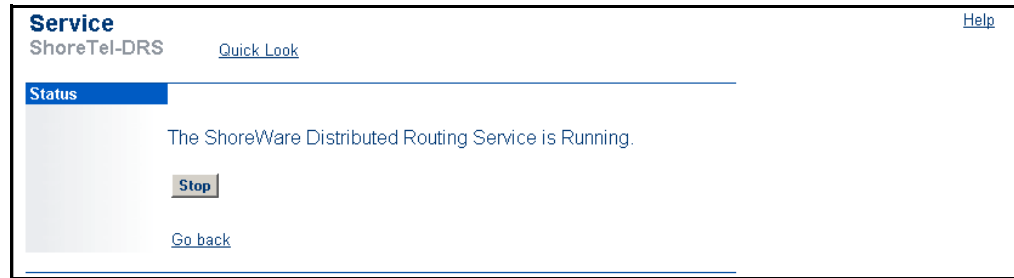 Service
Help
ShoreTel-DRS
Quick Look
Status
The ShoreWare Distributed Routing Service is Running.
Stop
Go back